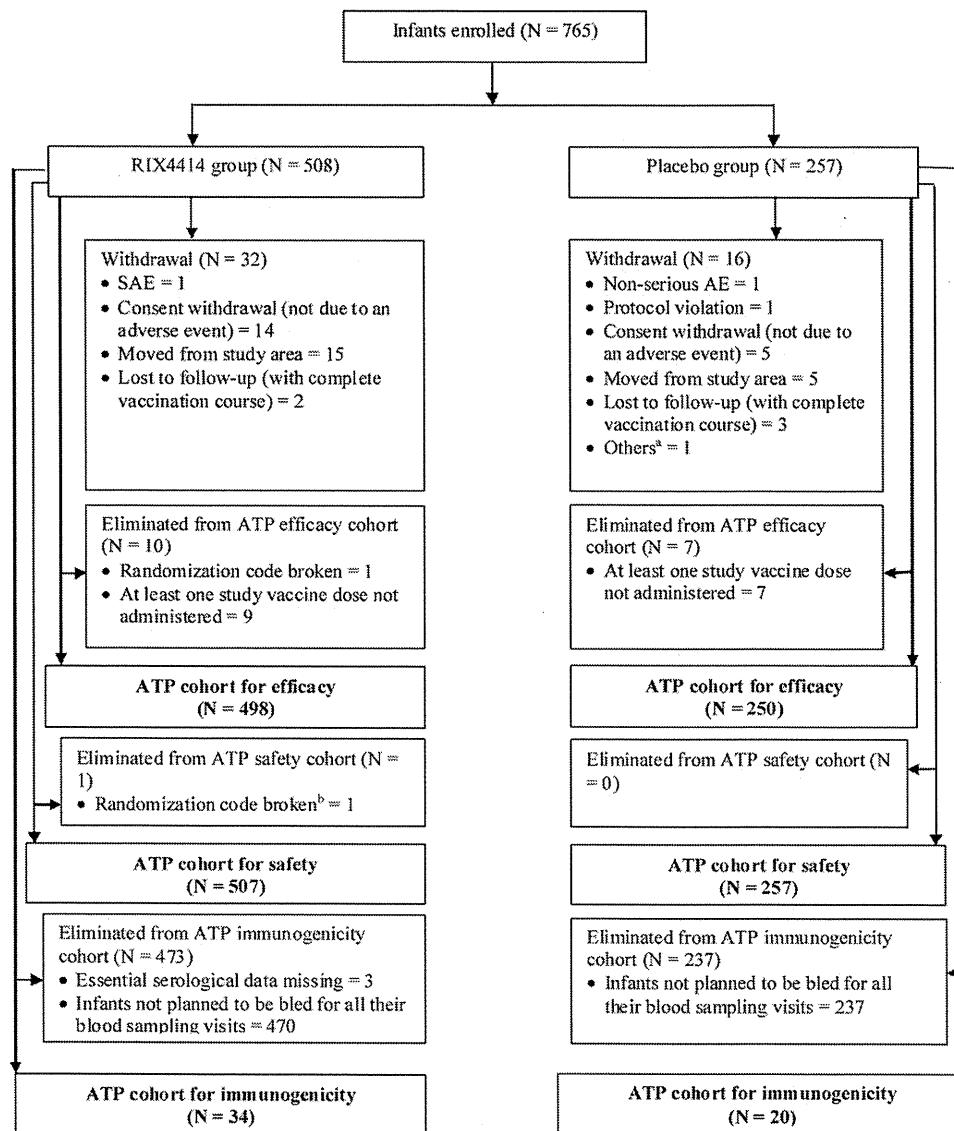 Infants enrolled (N = 765)
RIX4414 group (N = 508)
Placebo group (N = 257)
Withdrawal (N = 32)
• SAE = 1
• Consent withdrawal (not due to an
adverse event) = 14
• Moved from study area = 15
• Lost to follow-up (with complete
vaccination course) = 2
Withdrawal (N = 16)
• Non-serious AE = 1
• Protocol violation = 1
• Consent withdrawal (not due to
an adverse event) = 5
• Moved from study area = 5
• Lost to follow-up (with complete
vaccination course) = 3
• Othersᵃ = 1
Eliminated from ATP efficacy cohort
(N = 10)
• Randomization code broken = 1
• At least one study vaccine dose not
administered = 9
Eliminated from ATP efficacy
cohort (N = 7)
• At least one study vaccine dose
not administered = 7
ATP cohort for efficacy
(N = 498)
ATP cohort for efficacy
(N = 250)
Eliminated from ATP safety cohort (N =
1)
• Randomization code brokenᵇ = 1
Eliminated from ATP safety cohort (N
= 0)
ATP cohort for safety
(N = 507)
ATP cohort for safety
(N = 257)
Eliminated from ATP immunogenicity
cohort (N = 473)
• Essential serological data missing = 3
• Infants not planned to be bled for all their
blood sampling visits = 470
Eliminated from ATP immunogenicity
cohort (N = 237)
• Infants not planned to be bled for all
their blood sampling visits = 237
ATP cohort for immunogenicity
(N = 34)
ATP cohort for immunogenicity
(N = 20)